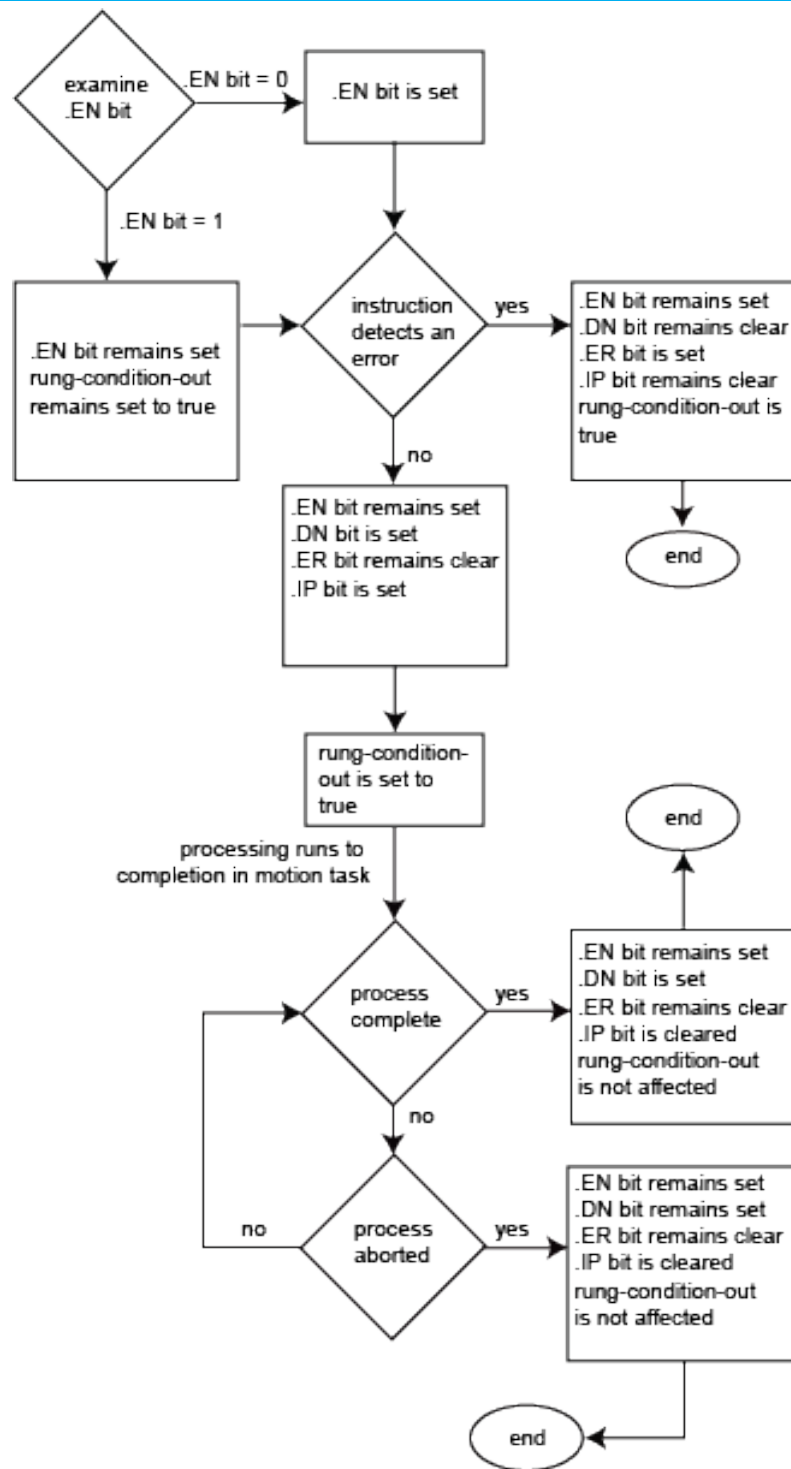 examine
.EN bit
.EN bit = 0
.EN bit is set
.EN bit = 1
.EN bit remains set
rung-condition-out
remains set to true
instruction
detects an
error
yes
.EN bit remains set
.DN bit remains clear
.ER bit is set
.IP bit remains clear
rung-condition-out is
true
end
no
.EN bit remains set
.DN bit is set
.ER bit remains clear
.IP bit is set
rung-condition-
out is set to
true
processing runs to
completion in motion task
process
complete
yes
.EN bit remains set
.DN bit is set
.ER bit remains clear
.IP bit is cleared
rung-condition-out
is not affected
end
no
process
aborted
no
yes
.EN bit remains set
.DN bit remains set
.ER bit remains clear
.IP bit is cleared
rung-condition-out
is not affected
end